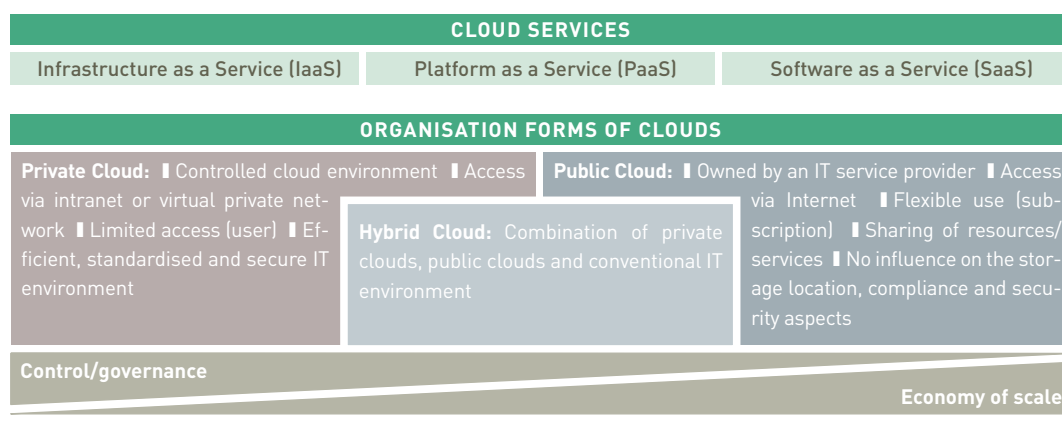 CLOUD SERVICES
Infrastructure as a Service (IaaS)
Platform as a Service (PaaS)
Software as a Service (SaaS)
ORGANISATION FORMS OF CLOUDS
Private Cloud: ▌Controlled cloud environment ▌Access
via intranet or virtual private net-
work ▌Limited access (user) ▌Ef-
ficient, standardised and secure IT
environment
Hybrid Cloud: Combination of private
clouds, public clouds and conventional IT
environment
Public Cloud: ▌Owned by an IT service provider ▌Access
via Internet ▌Flexible use (sub-
scription) ▌Sharing of resources/
services ▌No influence on the stor-
age location, compliance and secu-
rity aspects
Control/governance
Economy of scale